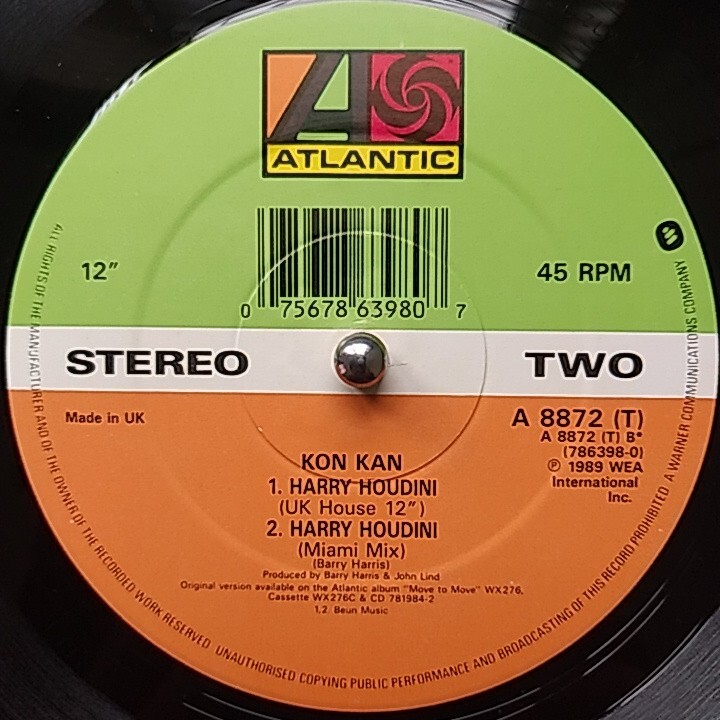 ATLANTIC
0 75678 63980 7
12"
45 RPM
STEREO
TWO
Made in UK
A 8872 (T)
A 8872 (T) B*
(786398-0)
℗ 1989 WEA
International
Inc.
KON KAN
1. HARRY HOUDINI
(UK House 12")
2. HARRY HOUDINI
(Miami Mix)
(Barry Harris)
Produced by Barry Harris & John Lind
Original version available on the Atlantic album "Move to Move" WX276,
Cassette WX276C & CD 781984-2
1,2. Beun Music
ALL RIGHTS OF THE MANUFACTURER AND OF THE OWNER OF THE RECORDED WORK RESERVED. UNAUTHORISED COPYING PUBLIC PERFORMANCE AND BROADCASTING OF THIS RECORD PROHIBITED. A WARNER COMMUNICATIONS COMPANY